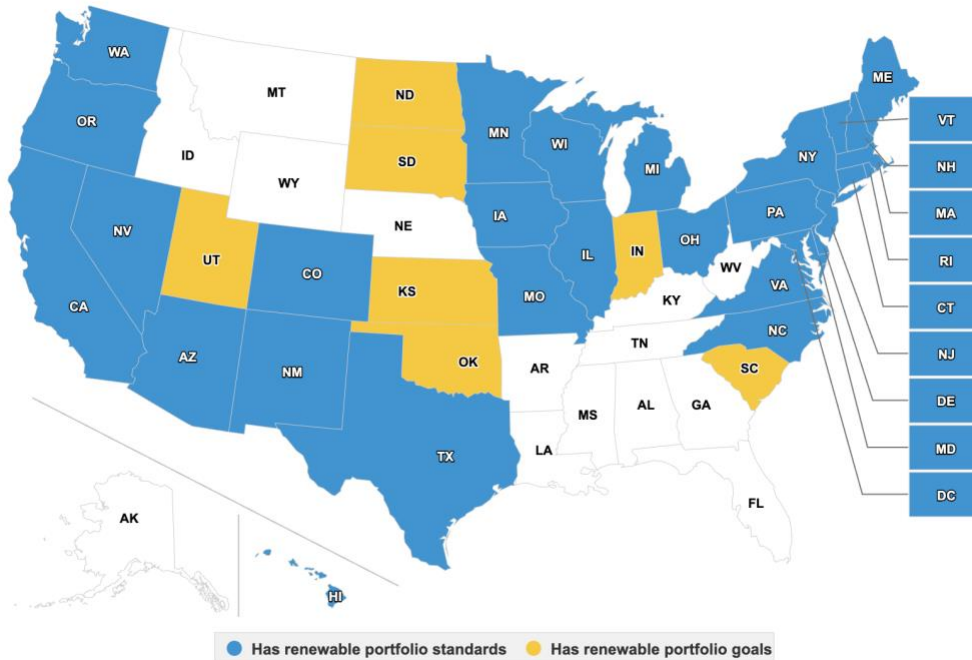 WA
ME
MT
ND
VT
OR
MN
ID
SD
WI
NY
NH
WY
MI
MA
IA
PA
NE
NV
OH
RI
IL
IN
UT
CO
WV
VA
KS
MO
KY
CA
CT
NC
TN
NJ
AZ
OK
NM
AR
SC
DE
MS
AL
GA
MD
LA
TX
DC
FL
AK
HI
Has renewable portfolio standards
Has renewable portfolio goals